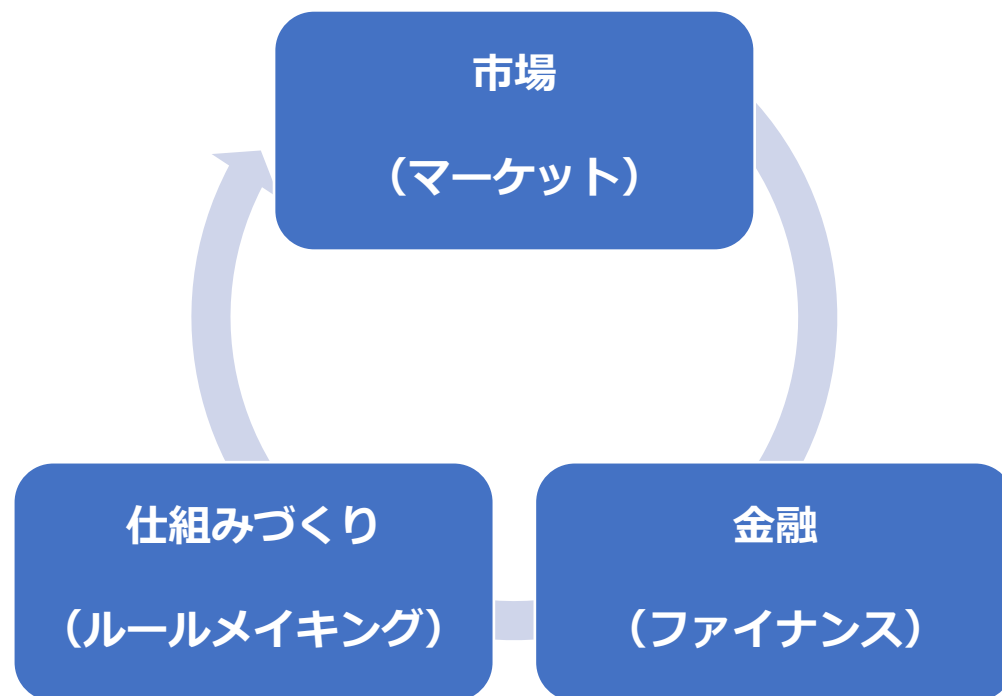 市場
（マーケット）
仕組みづくり
（ルールメイキング）
金融
（ファイナンス）